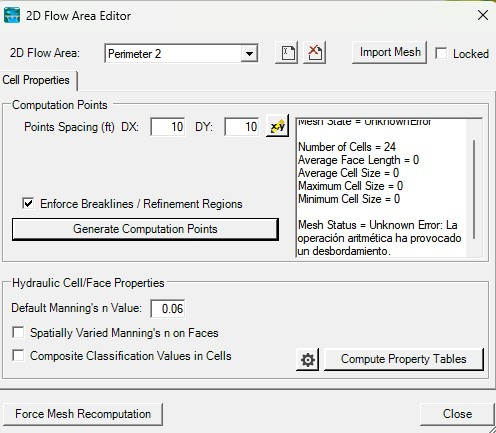 2D Flow Area Editor
2D Flow Area: Perimeter 2 Import Mesh Locked
Cell Properties
Computation Points
Points Spacing (ft) DX: 10 DY: 10
Mesh State = UnknownError
Number of Cells = 24
Average Face Length = 0
Average Cell Size = 0
Maximum Cell Size = 0
Minimum Cell Size = 0
Mesh Status = Unknown Error: La
operación aritmética ha provocado
un desbordamiento.
Enforce Breaklines / Refinement Regions
Generate Computation Points
Hydraulic Cell/Face Properties
Default Manning's n Value: 0.06
Spatially Varied Manning's n on Faces
Composite Classification Values in Cells
Compute Property Tables
Force Mesh Recomputation Close